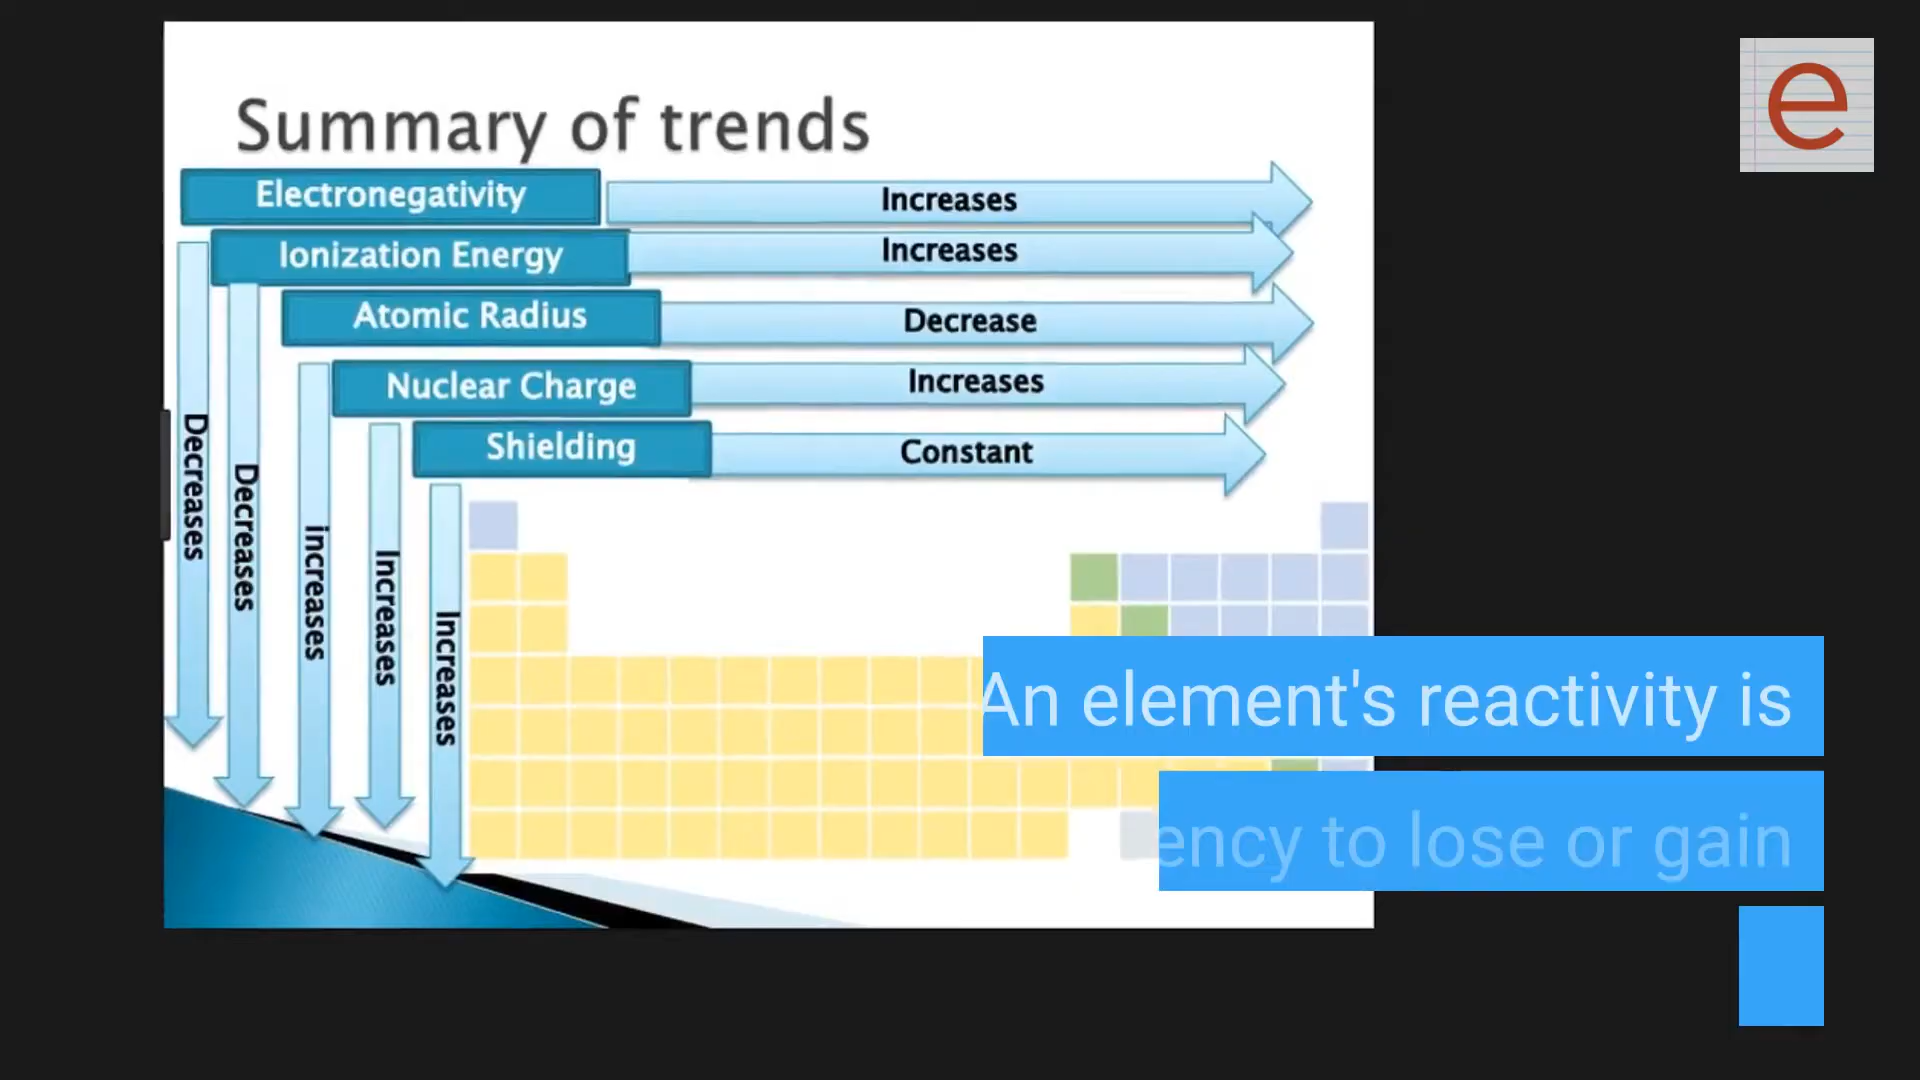 e
Summary of trends
Electronegativity
Increases
Ionization Energy
Increases
Atomic Radius
Decrease
Nuclear Charge
Increases
Shielding
Constant
Decreases
Decreases
increases
Increases
Increases
An element's reactivity is
ency to lose or gain